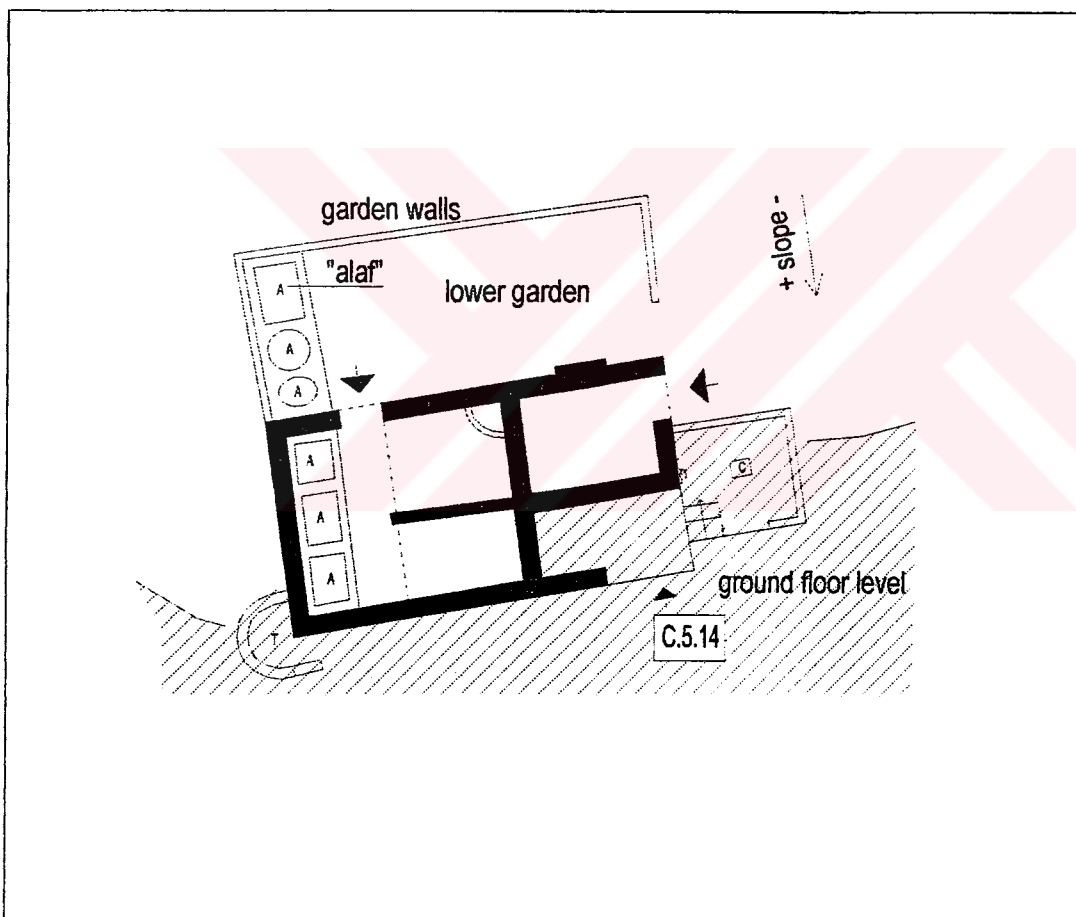 garden walls
+ slope -
"alaf"
A
lower garden
A
A
A
C
A
A
ground floor level
T
C.5.14